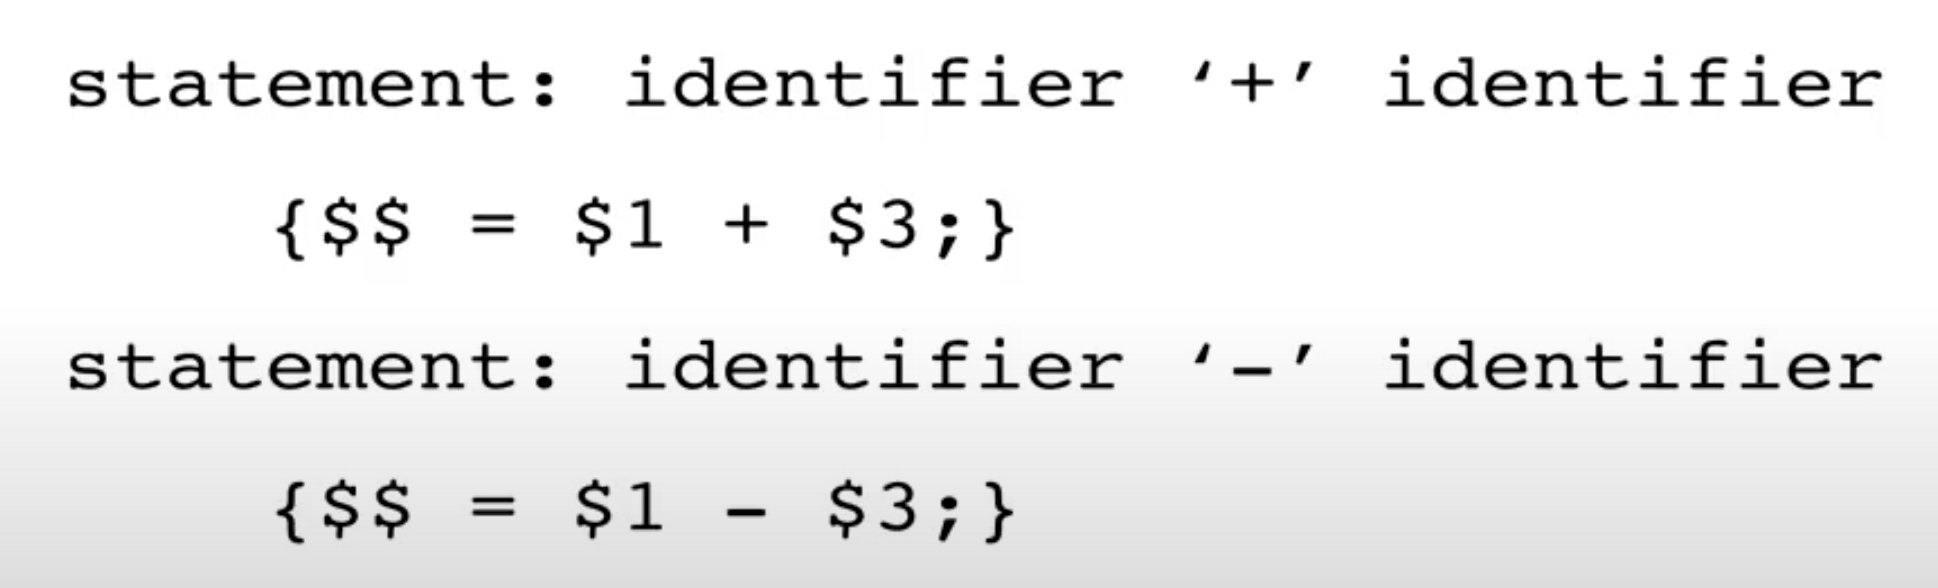 statement: identifier ‘+’ identifier
{$$ = $1 + $3;}
statement: identifier ‘-’ identifier
{$$ = $1 - $3;}